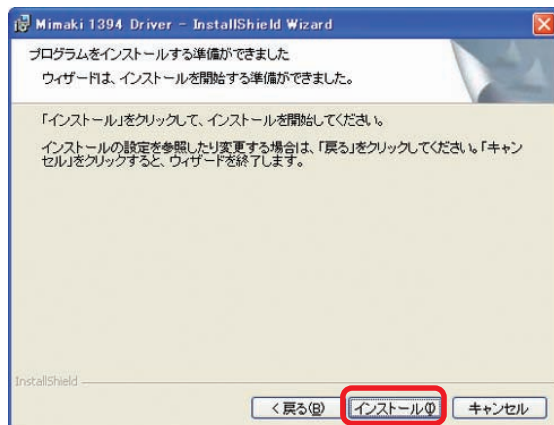 Mimaki 1394 Driver - InstallShield Wizard
プログラムをインストールする準備ができました
ウィザードは、インストールを開始する準備ができました。
「インストール」をクリックして、インストールを開始してください。
インストールの設定を参照したり変更する場合は、「戻る」をクリックしてください。「キャン
セル」をクリックすると、ウィザードを終了します。
InstallShield
< 戻る(B)
インストール(I)
キャンセル